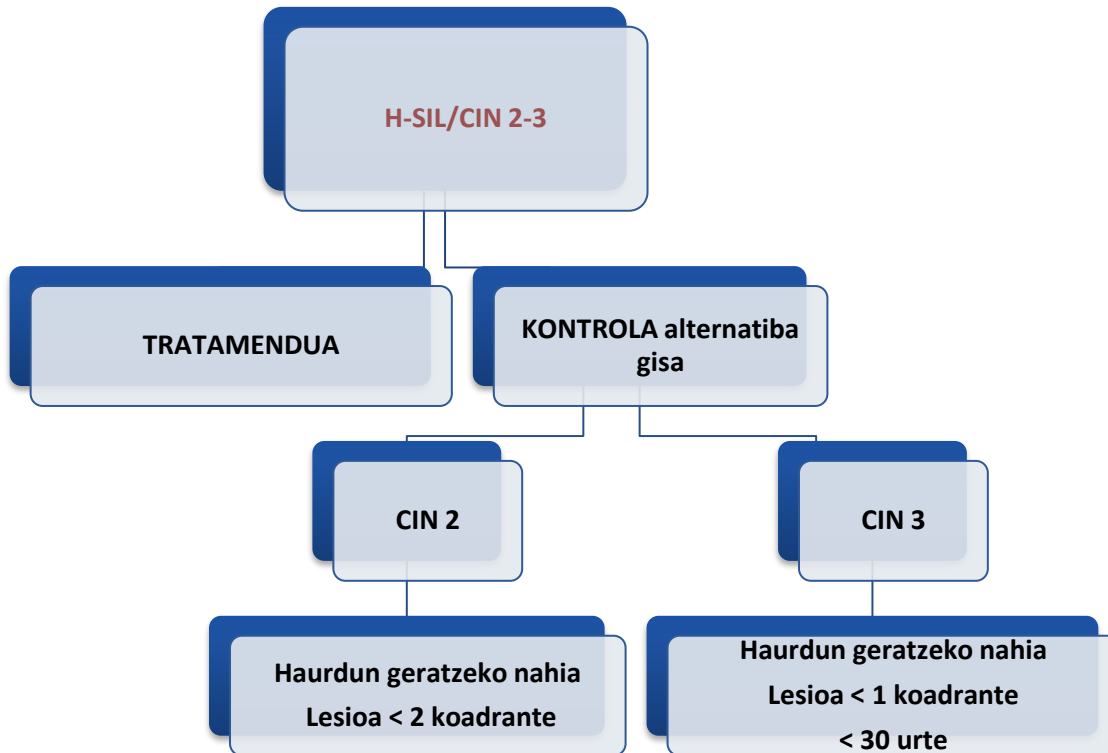 H-SIL/CIN 2-3
TRATAMENDUA
KONTROLA alternatiba
gisa
CIN 2
CIN 3
Haurdun geratzeko nahia
Lesioa < 2 koadrante
Haurdun geratzeko nahia
Lesioa < 1 koadrante
< 30 urte